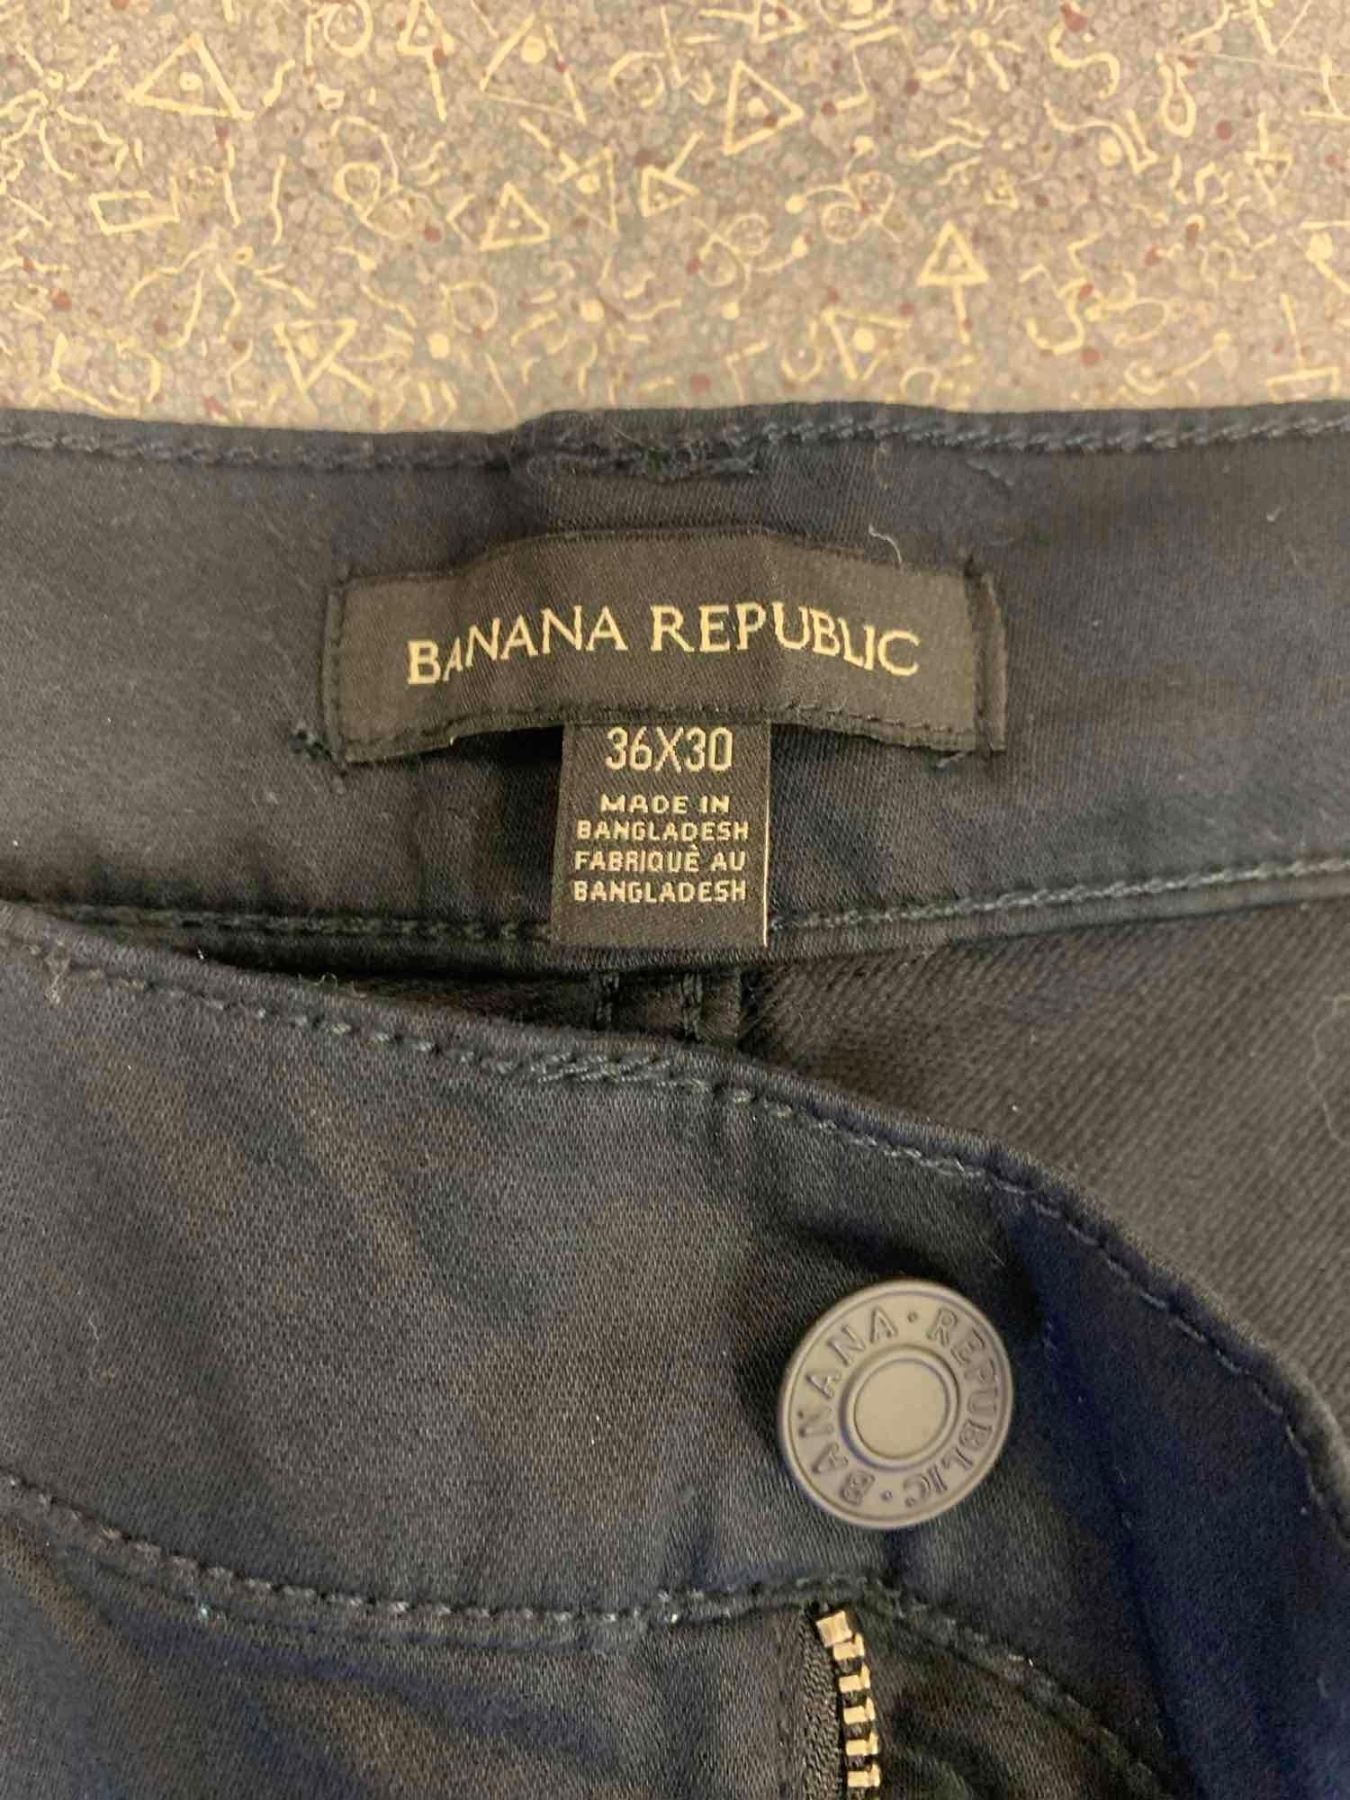 BANANA REPUBLIC
36X30
MADE IN
BANGLADESH
FABRIQUÈ AU
BANGLADESH
BANANA · REPUBLIC ·